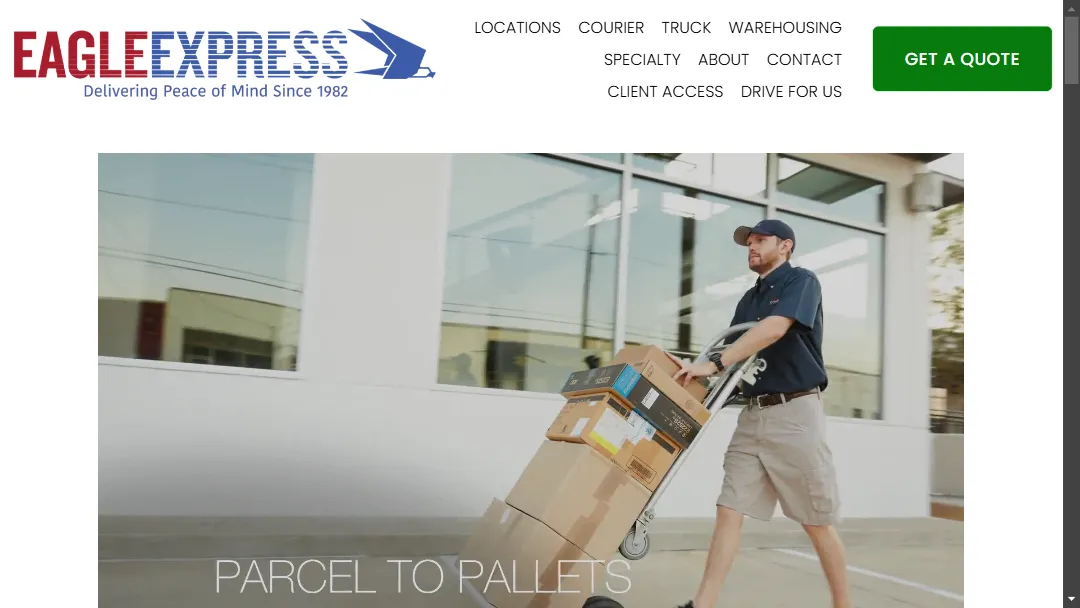 EAGLEEXPRESS
Delivering Peace of Mind Since 1982
LOCATIONS COURIER TRUCK WAREHOUSING
SPECIALTY ABOUT CONTACT
CLIENT ACCESS DRIVE FOR US
GET A QUOTE
PARCEL TO PALLETS